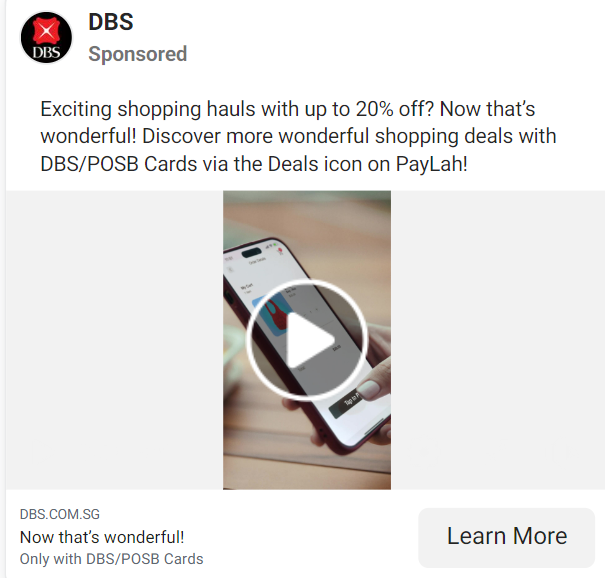 DBS
Sponsored
DBS
Exciting shopping hauls with up to 20% off? Now that's
wonderful! Discover more wonderful shopping deals with
DBS/POSB Cards via the Deals icon on PayLah!
DBS.COM.SG
Now that's wonderful!
Only with DBS/POSB Cards
Learn More